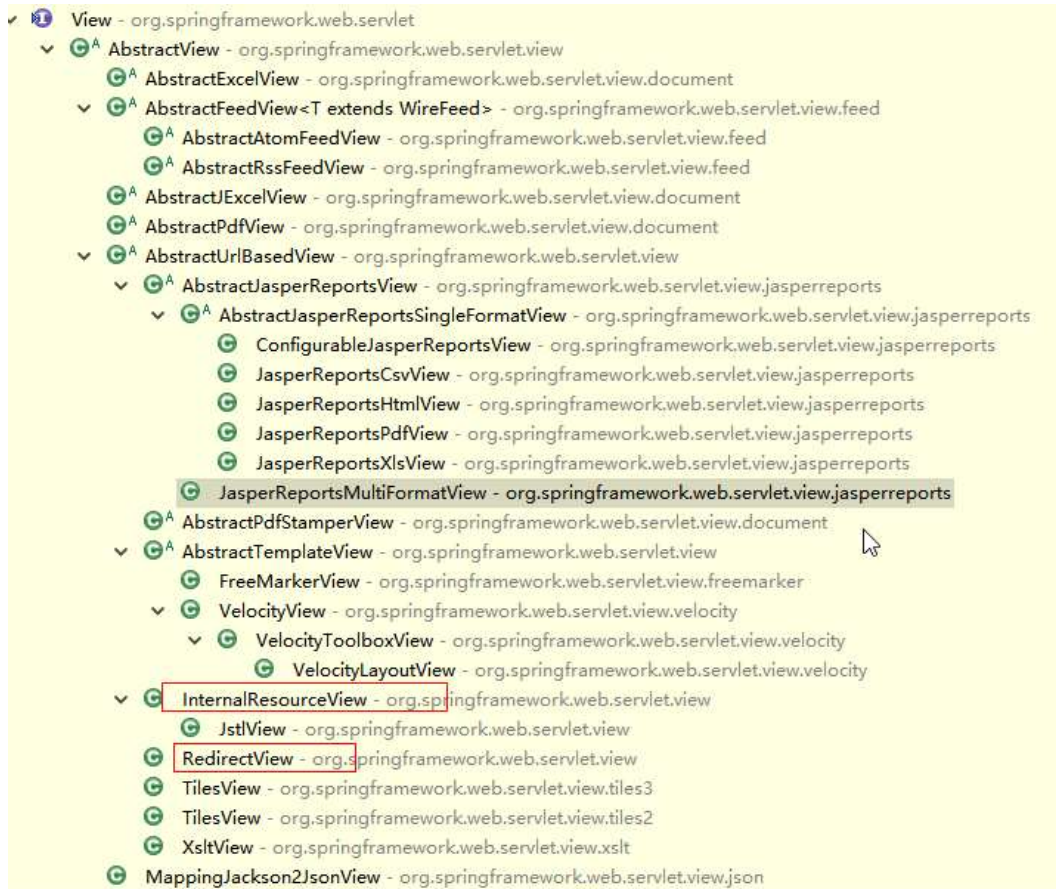 View - org.springframework.web.servlet
AbstractView - org.springframework.web.servlet.view
AbstractExcelView - org.springframework.web.servlet.view.document
AbstractFeedView<T extends WireFeed> - org.springframework.web.servlet.view.feed
AbstractAtomFeedView - org.springframework.web.servlet.view.feed
AbstractRssFeedView - org.springframework.web.servlet.view.feed
AbstractJExcelView - org.springframework.web.servlet.view.document
AbstractPdfView - org.springframework.web.servlet.view.document
AbstractUrlBasedView - org.springframework.web.servlet.view
AbstractJasperReportsView - org.springframework.web.servlet.view.jasperreports
AbstractJasperReportsSingleFormatView - org.springframework.web.servlet.view.jasperreports
ConfigurableJasperReportsView - org.springframework.web.servlet.view.jasperreports
JasperReportsCsvView - org.springframework.web.servlet.view.jasperreports
JasperReportsHtmlView - org.springframework.web.servlet.view.jasperreports
JasperReportsPdfView - org.springframework.web.servlet.view.jasperreports
JasperReportsXlsView - org.springframework.web.servlet.view.jasperreports
JasperReportsMultiFormatView - org.springframework.web.servlet.view.jasperreports
AbstractPdfStamperView - org.springframework.web.servlet.view.document
AbstractTemplateView - org.springframework.web.servlet.view
FreeMarkerView - org.springframework.web.servlet.view.freemarker
VelocityView - org.springframework.web.servlet.view.velocity
VelocityToolboxView - org.springframework.web.servlet.view.velocity
VelocityLayoutView - org.springframework.web.servlet.view.velocity
InternalResourceView - org.springframework.web.servlet.view
JstlView - org.springframework.web.servlet.view
RedirectView - org.springframework.web.servlet.view
TilesView - org.springframework.web.servlet.view.tiles3
TilesView - org.springframework.web.servlet.view.tiles2
XsltView - org.springframework.web.servlet.view.xslt
MappingJackson2JsonView - org.springframework.web.servlet.view.json